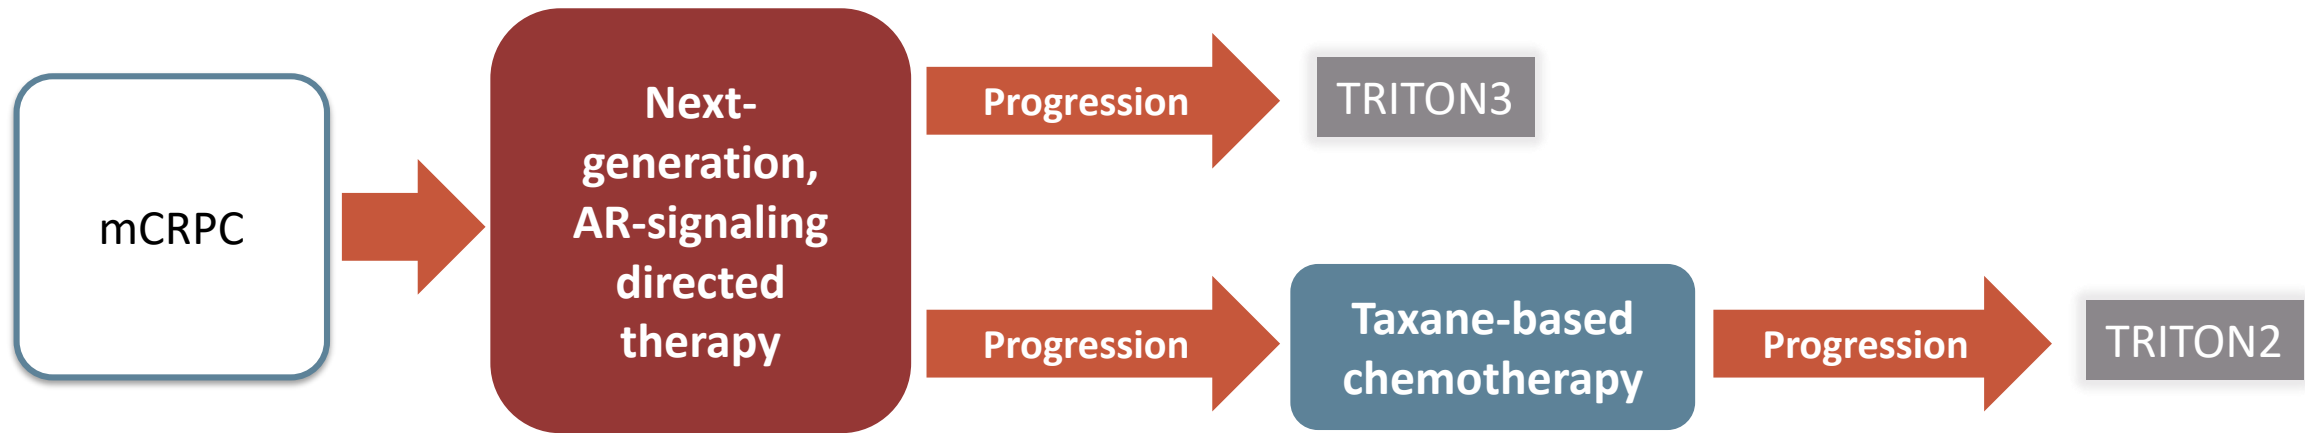 mCRPC
Next-
generation,
AR-signaling
directed
therapy
Progression
TRITON3
Progression
Taxane-based
chemotherapy
Progression
TRITON2